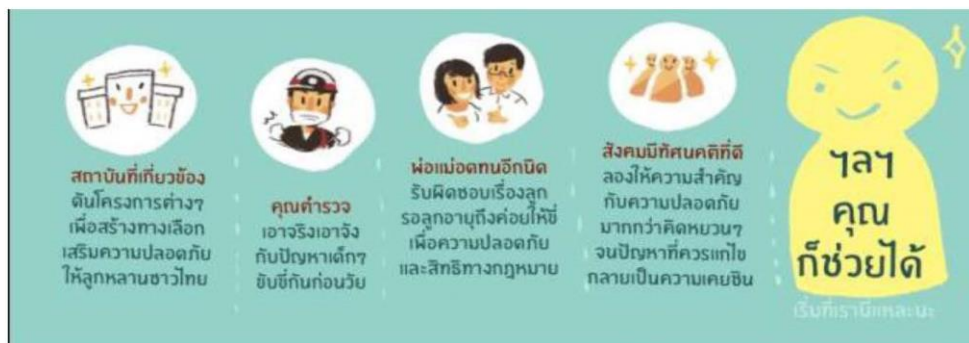 สถาบันที่เกี่ยวข้อง
ดันโครงการต่างๆ
เพื่อสร้างทางเลือก
เสริมความปลอดภัย
ให้ลูกหลานชาวไทย
คุณตำรวจ
เอาจริงเอาจัง
กับปัญหาเด็กๆ
ขับขี่กันก่อนวัย
พ่อแม่อดทนอีกนิด
รับผิดชอบเรื่องลูก
รอลูกอายุถึงค่อยให้ขี่
เพื่อความปลอดภัย
และสิทธิทางกฎหมาย
สังคมมีทัศนคติที่ดี
ลองให้ความสำคัญ
กับความปลอดภัย
มากกว่าคิดหยวนๆ
จนปัญหาที่ควรแก้ไข
กลายเป็นความเคยชิน
ฯลฯ
คุณ
ก็ช่วยได้
เริ่มที่เรานี่แหละนะ